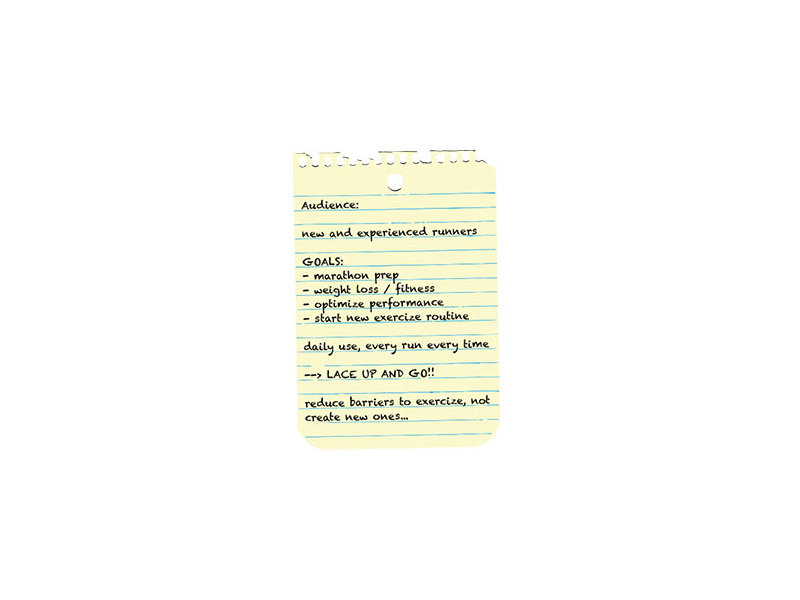 Audience:
new and experienced runners
GOALS:
- marathon prep
- weight loss / fitness
- optimize performance
- start new exercize routine
daily use, every run every time
--> LACE UP AND GO!!
reduce barriers to exercize, not
create new ones...